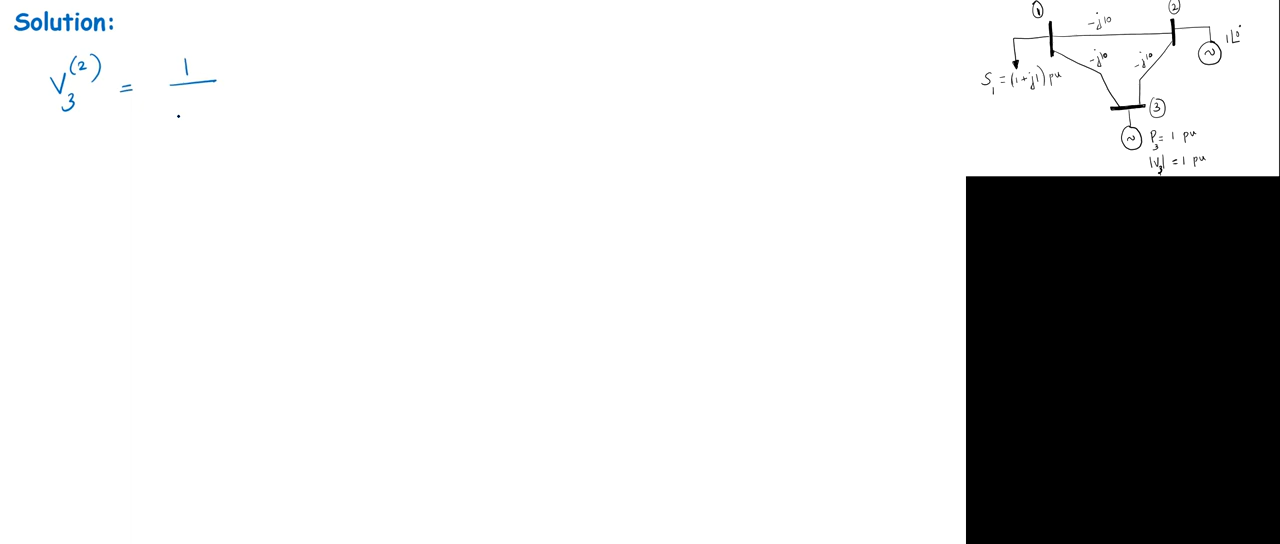 Solution:
V₃⁽²⁾ = 1
① -j10 ②
-j10 -j10 1∠0°
S₁ = (1+j1) pu
③
P₃ = 1 pu
|V₃| = 1 pu